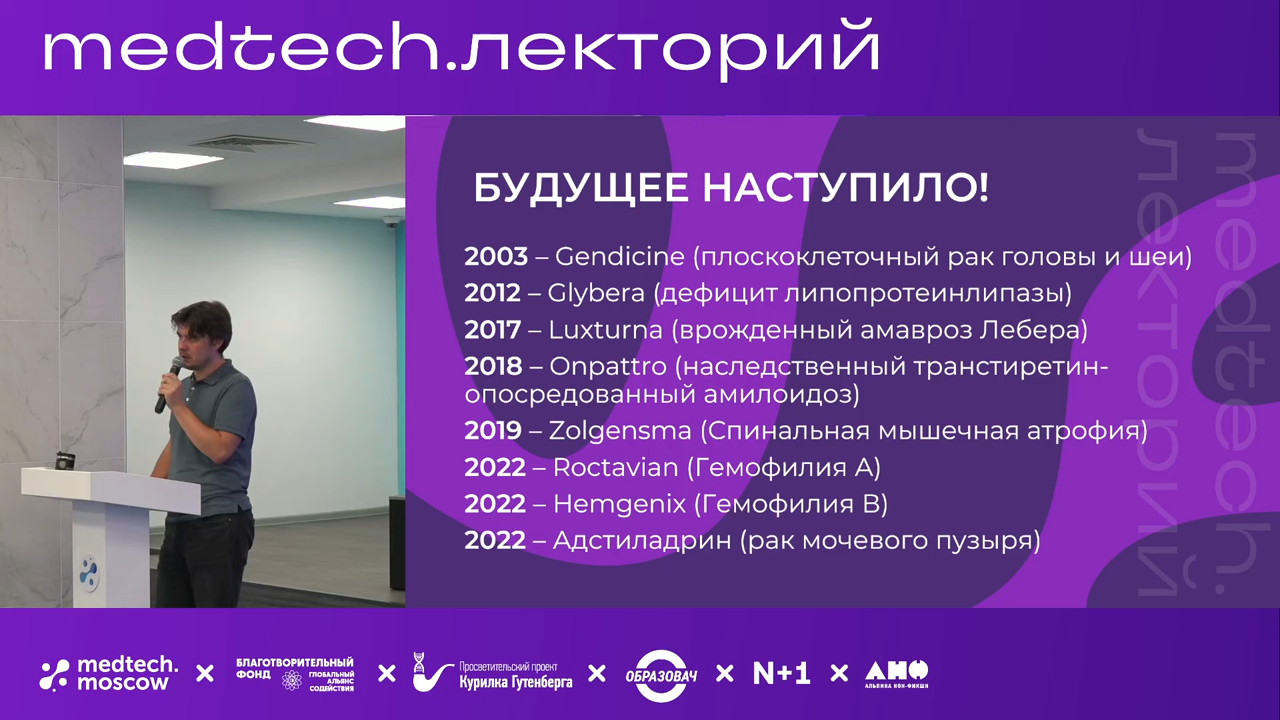 medtech.лекторий
БУДУЩЕЕ НАСТУПИЛО!
2003 – Gendicine (плоскоклеточный рак головы и шеи)
2012 – Glybera (дефицит липопротеинлипазы)
2017 – Luxturna (врожденный амавроз Лебера)
2018 – Onpattro (наследственный транстиретин-
опосредованный амилоидоз)
2019 – Zolgensma (Спинальная мышечная атрофия)
2022 – Roctavian (Гемофилия А)
2022 – Hemgenix (Гемофилия B)
2022 – Адстиладрин (рак мочевого пузыря)
medtech.
лекторий
medtech.
moscow
БЛАГОТВОРИТЕЛЬНЫЙ
ФОНД
ГЛОБАЛЬНЫЙ
АЛЬЯНС
СОДЕЙСТВИЯ
Просветительский проект
Курилка Гутенберга
ОБРАЗОВАЧ
N+1
АНФ
АЛЬПИНА НОН-ФИКШН